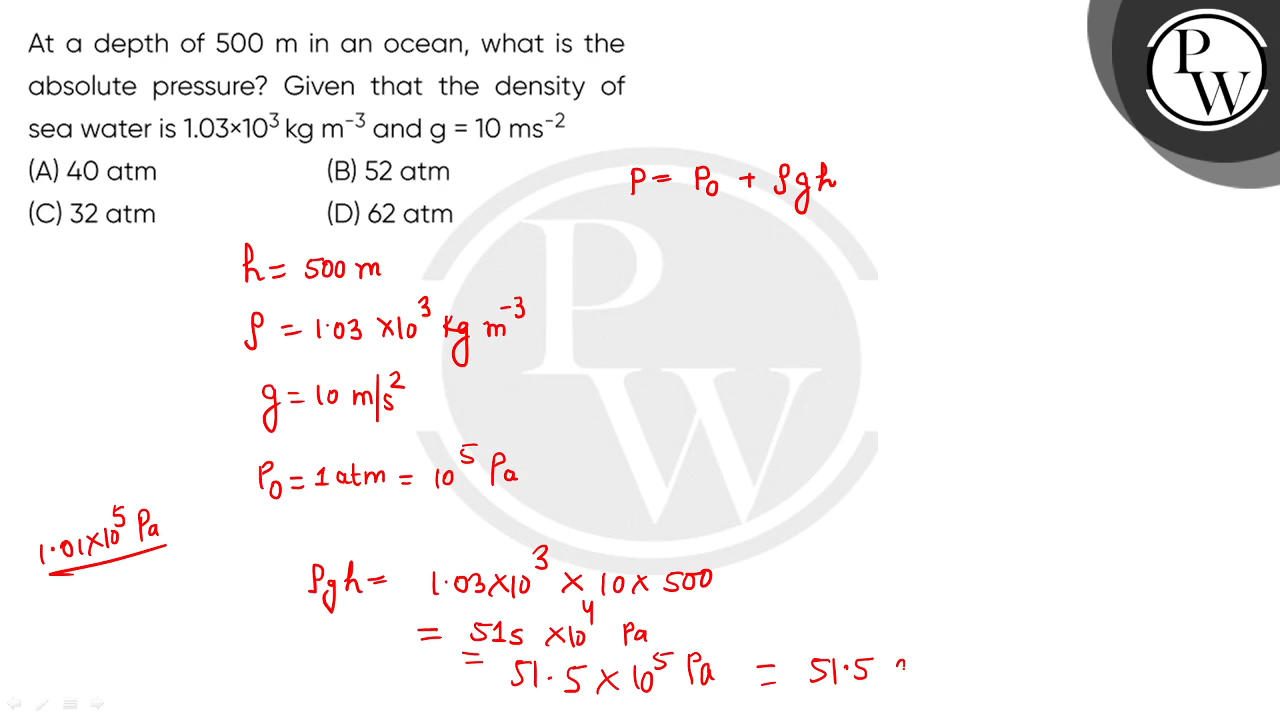 At a depth of 500 m in an ocean, what is the
absolute pressure? Given that the density of
sea water is 1.03×10³ kg m⁻³ and g = 10 ms⁻²
(A) 40 atm (B) 52 atm
(C) 32 atm (D) 62 atm
P = P₀ + ρgh
h = 500 m
ρ = 1.03 ×10³ kg m⁻³
g = 10 m/s²
P₀ = 1 atm = 10⁵ Pa
1.01×10⁵ Pa
ρgh = 1.03×10³ × 10 × 500
= 515 ×10⁴ Pa
= 51.5 × 10⁵ Pa = 51.5
PW
PW